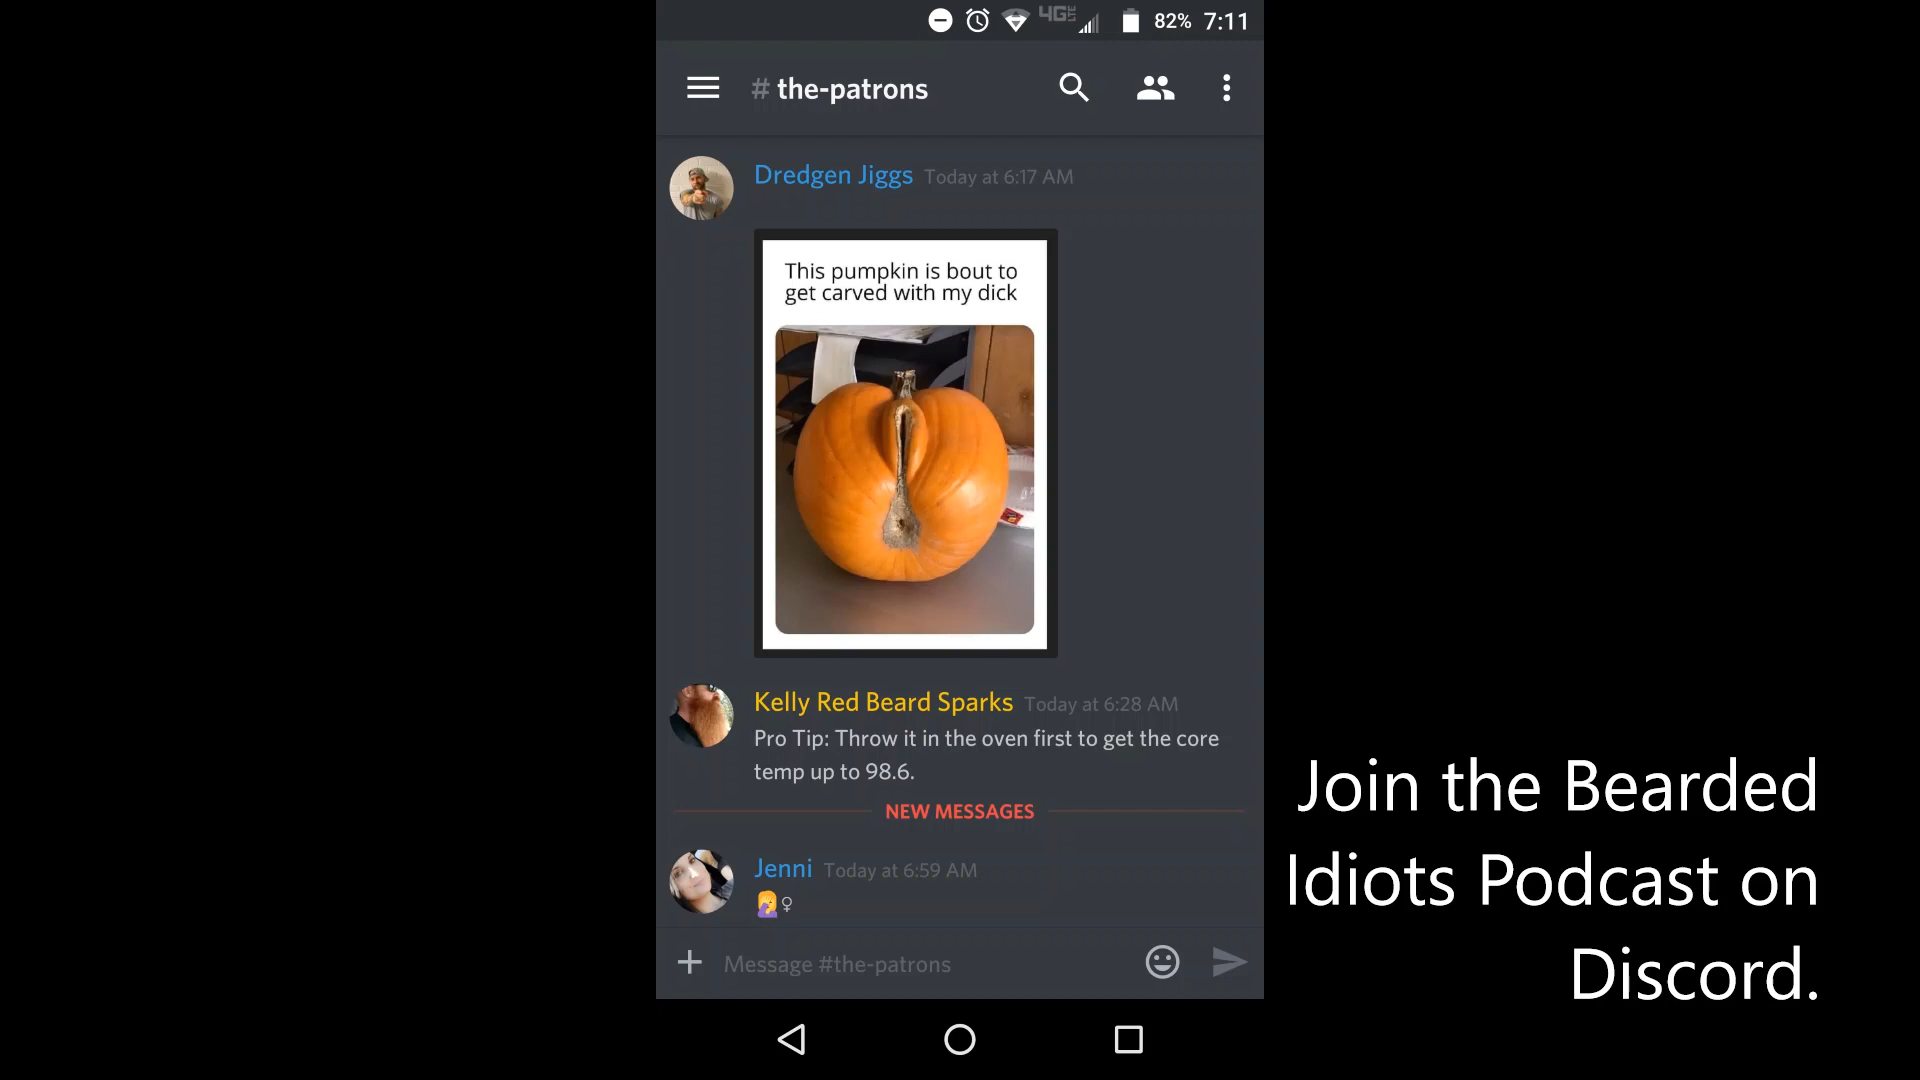 4G LTE 82% 7:11
# the-patrons
Dredgen Jiggs Today at 6:17 AM
This pumpkin is bout to
get carved with my dick
Kelly Red Beard Sparks Today at 6:28 AM
Pro Tip: Throw it in the oven first to get the core
temp up to 98.6.
NEW MESSAGES
Jenni Today at 6:59 AM
🤦♀
Message #the-patrons
Join the Bearded
Idiots Podcast on
Discord.